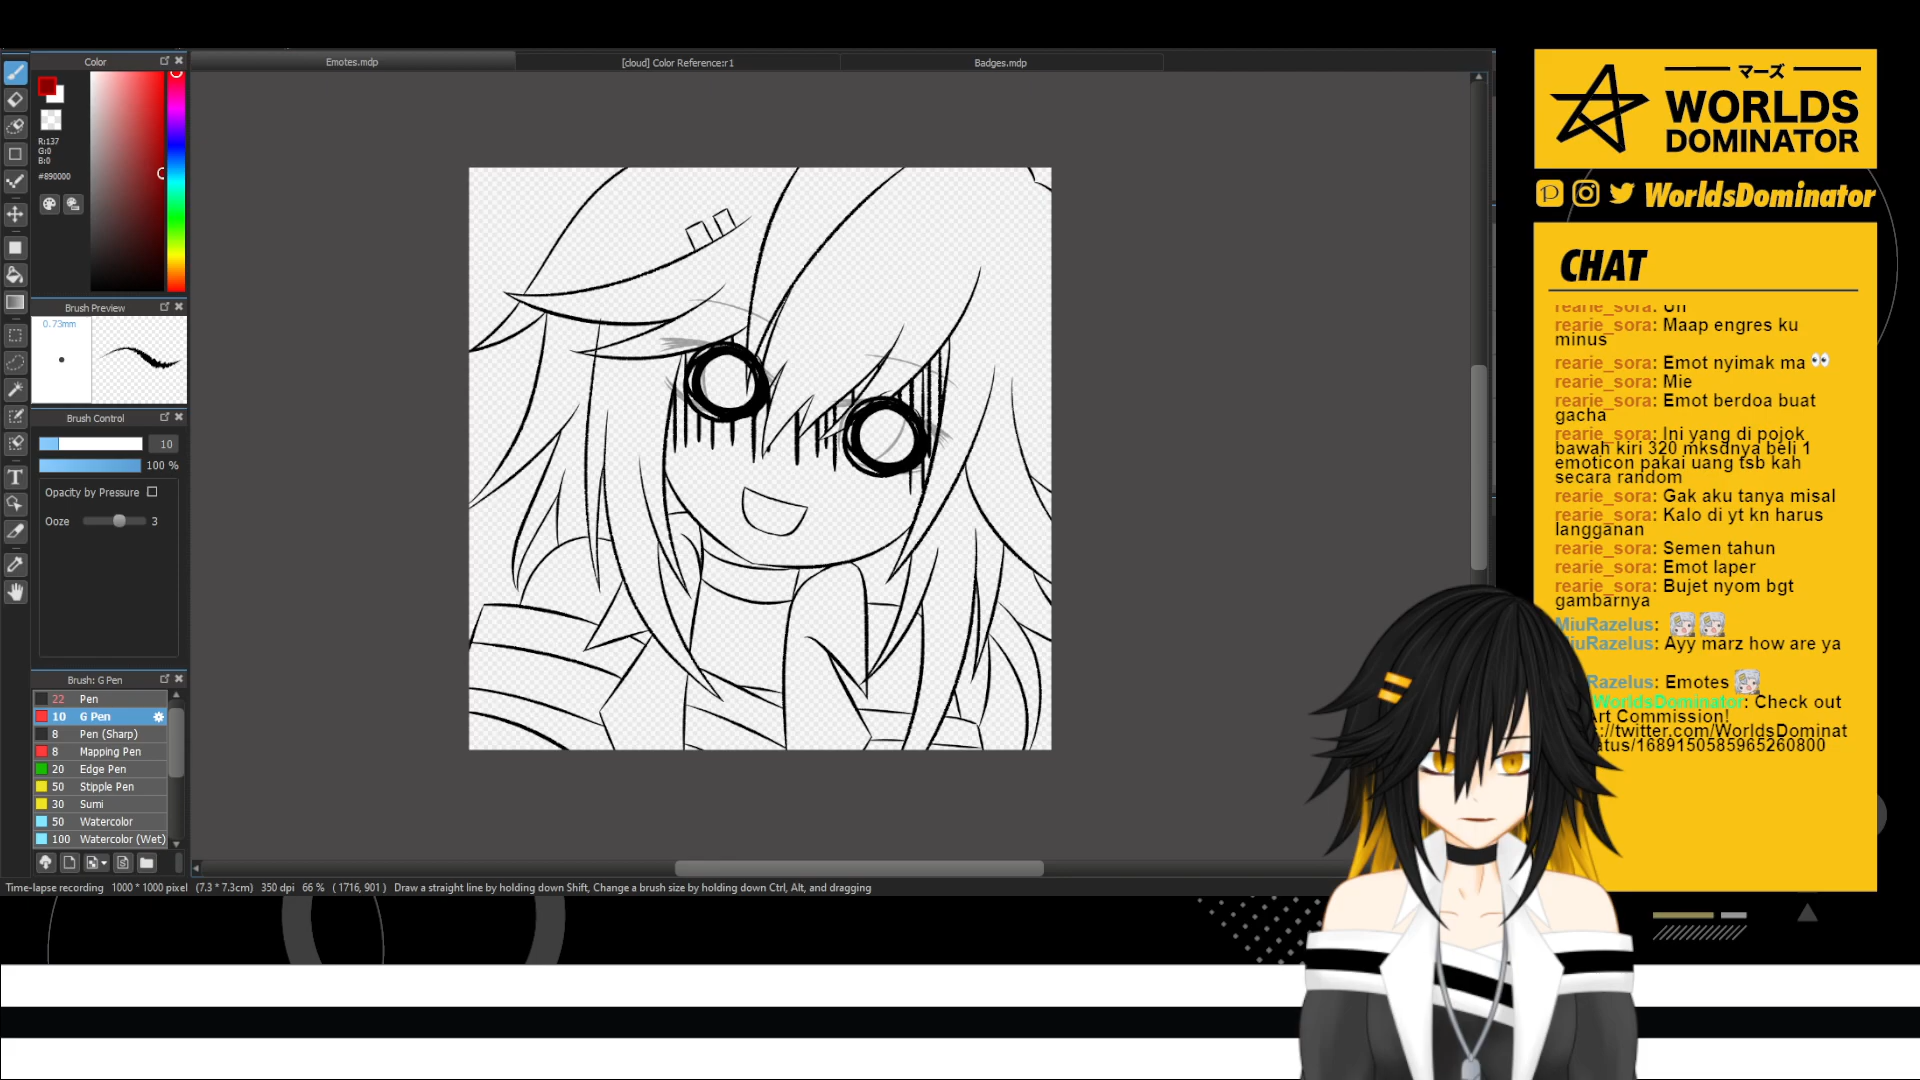 Color
R:137
G:0
B:0
#890000
Brush Preview
0.73mm
Brush Control
10
100 %
Opacity by Pressure
Ooze 3
Brush: G Pen
22 Pen
10 G Pen
8 Pen (Sharp)
8 Mapping Pen
20 Edge Pen
50 Stipple Pen
30 Sumi
50 Watercolor
100 Watercolor (Wet)
Emotes.mdp
[cloud] Color Reference:r1
Badges.mdp
Time-lapse recording 1000 * 1000 pixel (7.3 * 7.3cm) 350 dpi 66 % ( 1716, 901 ) Draw a straight line by holding down Shift, Change a brush size by holding down Ctrl, Alt, and dragging
マーズ
WORLDS
DOMINATOR
WorldsDominator
CHAT
rearie_sora: Un
rearie_sora: Maap engres ku
minus
rearie_sora: Emot nyimak ma 👀
rearie_sora: Mie
rearie_sora: Emot berdoa buat
gacha
rearie_sora: Ini yang di pojok
bawah kiri 320 mksdnya beli 1
emoticon pakai uang tsb kah
secara random
rearie_sora: Gak aku tanya misal
rearie_sora: Kalo di yt kn harus
langganan
rearie_sora: Semen tahun
rearie_sora: Emot laper
rearie_sora: Bujet nyom bgt
gambarnya
MiuRazelus:
iuRazelus: Ayy marz how are ya
Razelus: Emotes
WorldsDominator: Check out
Art Commission!
s://twitter.com/WorldsDominat
atus/1689150585965260800